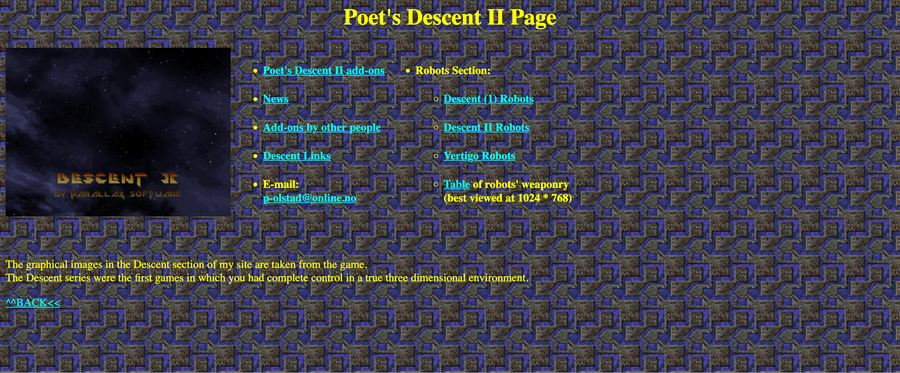 Poet's Descent II Page
DESCENT II
BY PARALLAX SOFTWARE
Poet's Descent II add-ons
News
Add-ons by other people
Descent Links
E-mail:
p-olstad@online.no
Robots Section:
Descent (1) Robots
Descent II Robots
Vertigo Robots
Table of robots' weaponry
(best viewed at 1024 * 768)
The graphical images in the Descent section of my site are taken from the game.
The Descent series were the first games in which you had complete control in a true three dimensional environment.
^^BACK<<